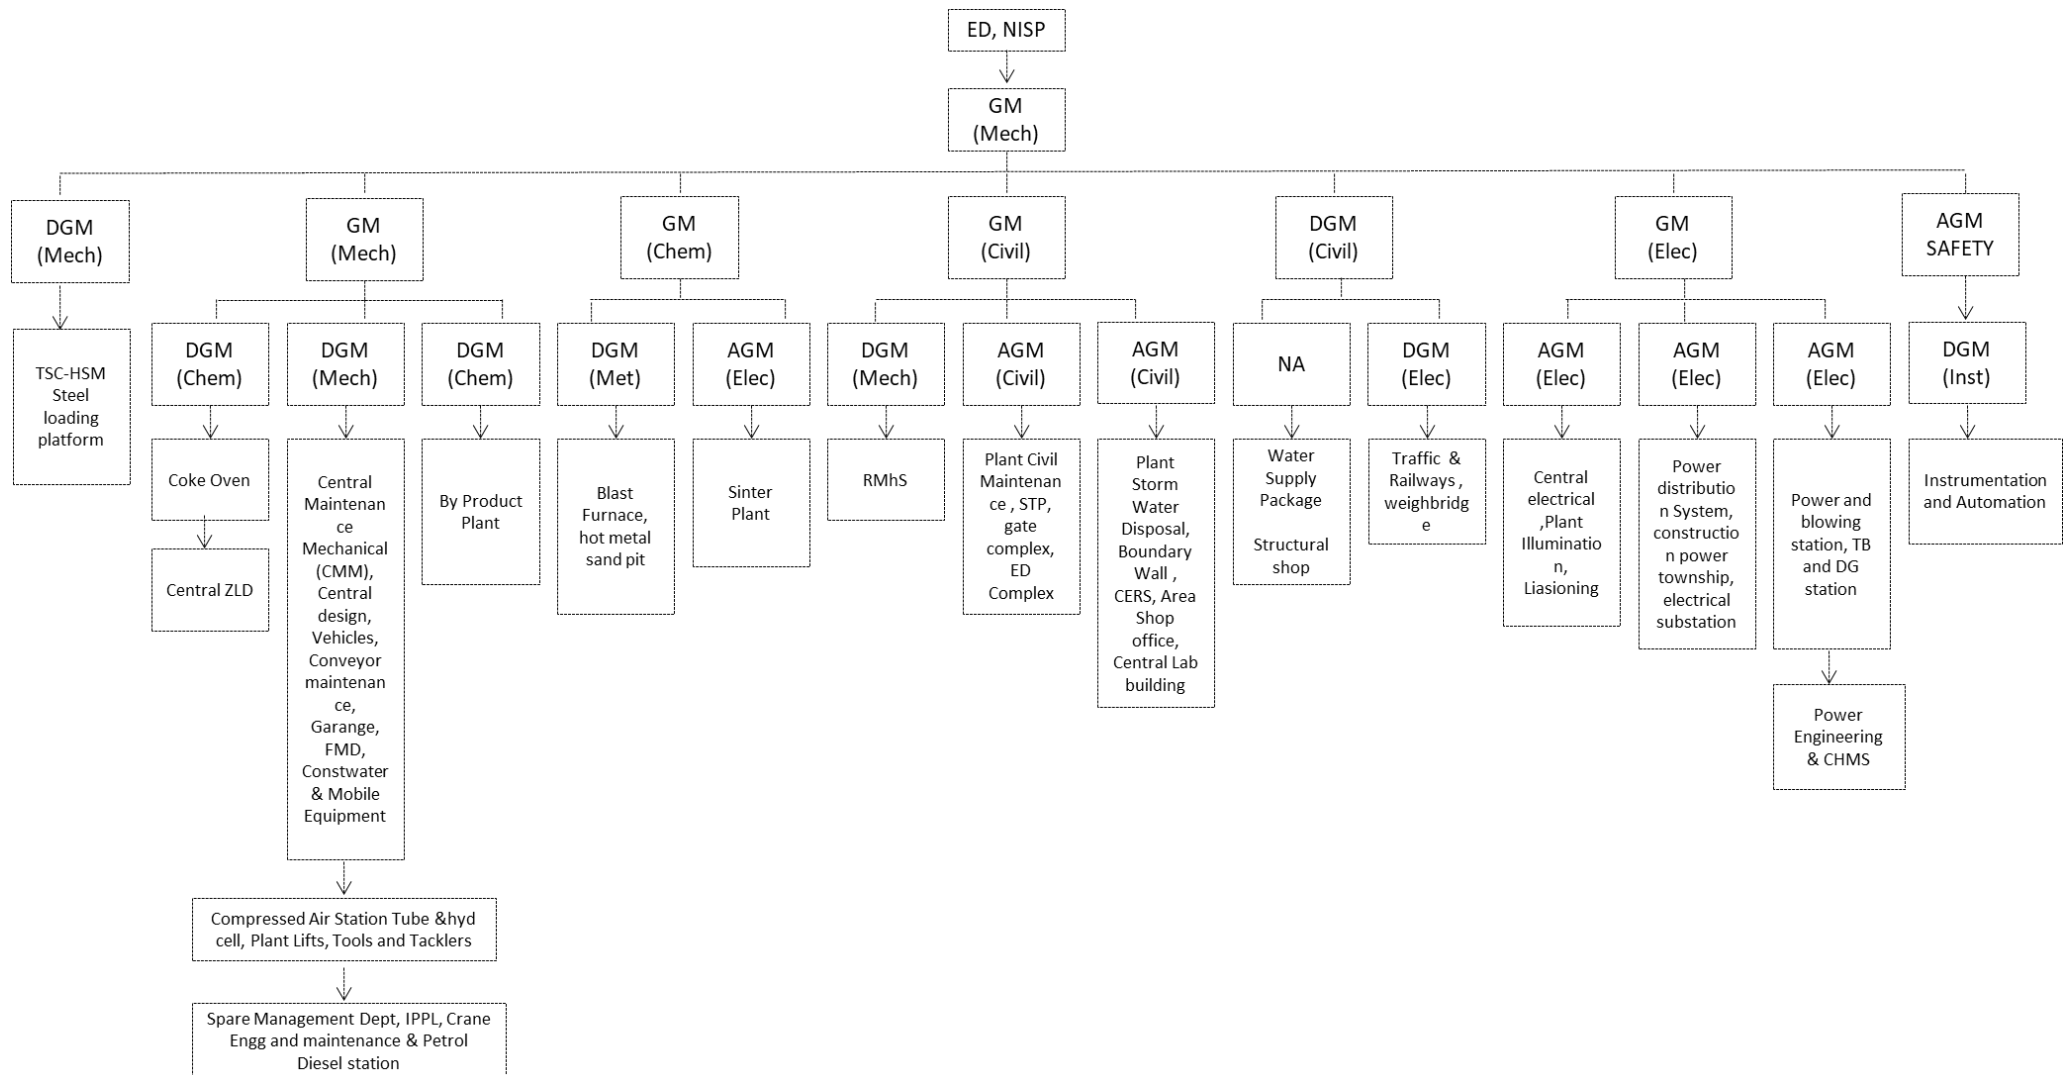 ED, NISP
GM
(Mech)
DGM
(Mech)
GM
(Mech)
GM
(Chem)
GM
(Civil)
DGM
(Civil)
GM
(Elec)
AGM
SAFETY
TSC-HSM
Steel
loading
platform
DGM
(Chem)
DGM
(Mech)
DGM
(Chem)
DGM
(Met)
AGM
(Elec)
DGM
(Mech)
AGM
(Civil)
AGM
(Civil)
NA
DGM
(Elec)
AGM
(Elec)
AGM
(Elec)
AGM
(Elec)
DGM
(Inst)
Coke Oven
Central ZLD
Central
Maintenan
ce
Mechanical
(CMM),
Central
design,
Vehicles,
Conveyor
maintenan
ce,
Garange,
FMD,
Constwater
& Mobile
Equipment
By Product
Plant
Blast
Furnace,
hot metal
sand pit
Sinter
Plant
RMhS
Plant Civil
Maintenan
ce , STP,
gate
complex,
ED
Complex
Plant
Storm
Water
Disposal,
Boundary
Wall ,
CERS, Area
Shop
office,
Central Lab
building
Water
Supply
Package
Structural
shop
Traffic &
Railways ,
weighbridg
e
Central
electrical
,Plant
Illuminatio
n,
Liasioning
Power
distributio
n System,
constructio
n power
township,
electrical
substation
Power and
blowing
station, TB
and DG
station
Power
Engineering
& CHMS
Instrumentation
and Automation
Compressed Air Station Tube &hyd
cell, Plant Lifts, Tools and Tacklers
Spare Management Dept, IPPL, Crane
Engg and maintenance & Petrol
Diesel station